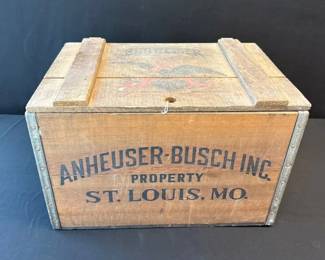 ANHEUSER-BUSCH INC.
PROPERTY
ST. LOUIS, MO.